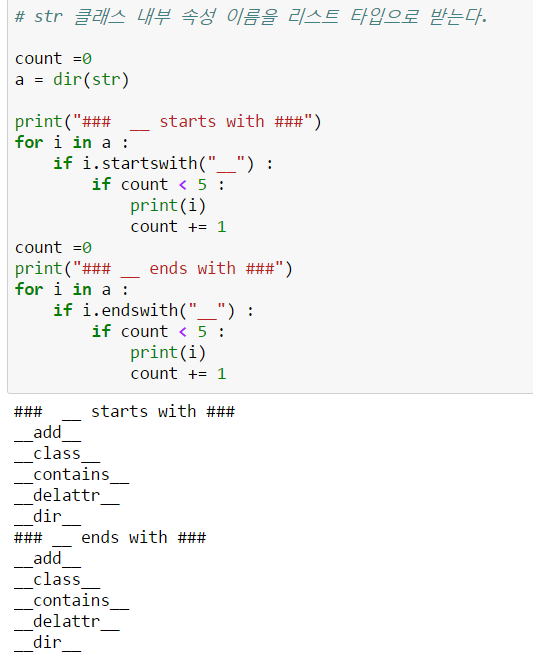 # str 클래스 내부 속성 이름을 리스트 타입으로 받는다.
count =0
a = dir(str)
print("###  __ starts with ###")
for i in a :
    if i.startswith("__") :
        if count < 5 :
            print(i)
            count += 1
count =0
print("### __ ends with ###")
for i in a :
    if i.endswith("__") :
        if count < 5 :
            print(i)
            count += 1
###  __ starts with ###
__add__
__class__
__contains__
__delattr__
__dir__
### __ ends with ###
__add__
__class__
__contains__
__delattr__
__dir__